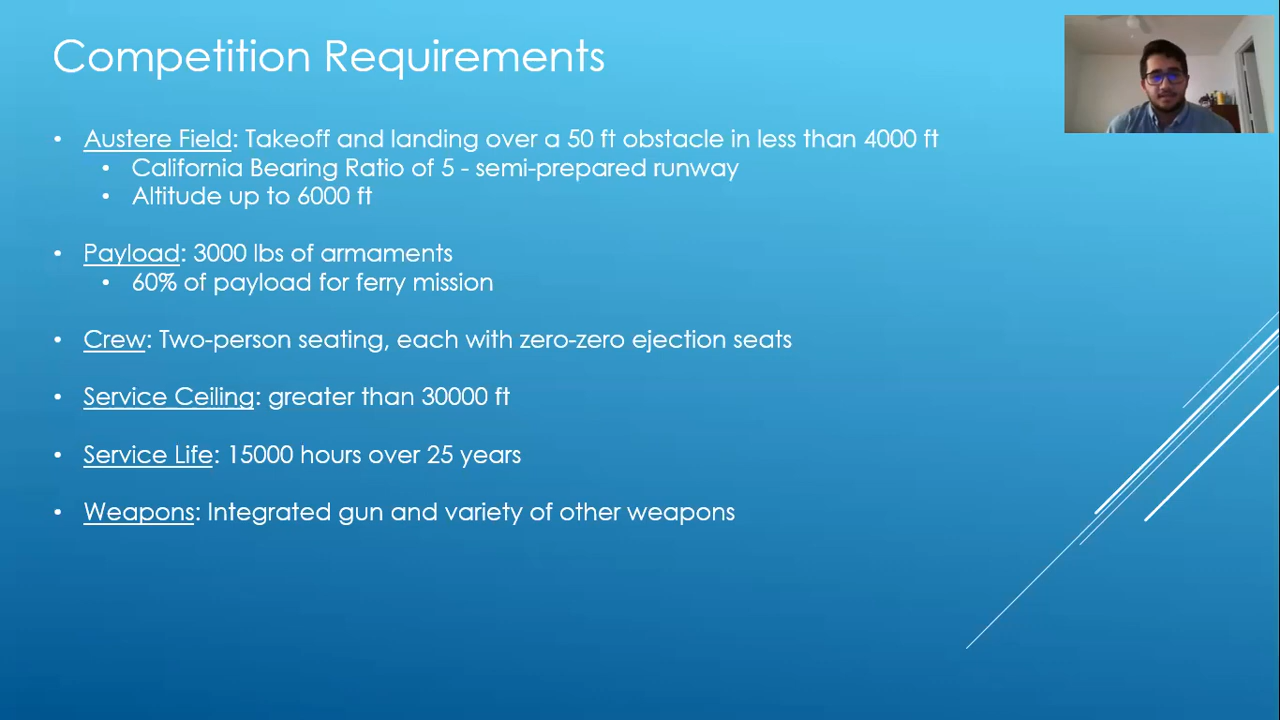 Competition Requirements
• Austere Field: Takeoff and landing over a 50 ft obstacle in less than 4000 ft
• California Bearing Ratio of 5 - semi-prepared runway
• Altitude up to 6000 ft
• Payload: 3000 lbs of armaments
• 60% of payload for ferry mission
• Crew: Two-person seating, each with zero-zero ejection seats
• Service Ceiling: greater than 30000 ft
• Service Life: 15000 hours over 25 years
• Weapons: Integrated gun and variety of other weapons